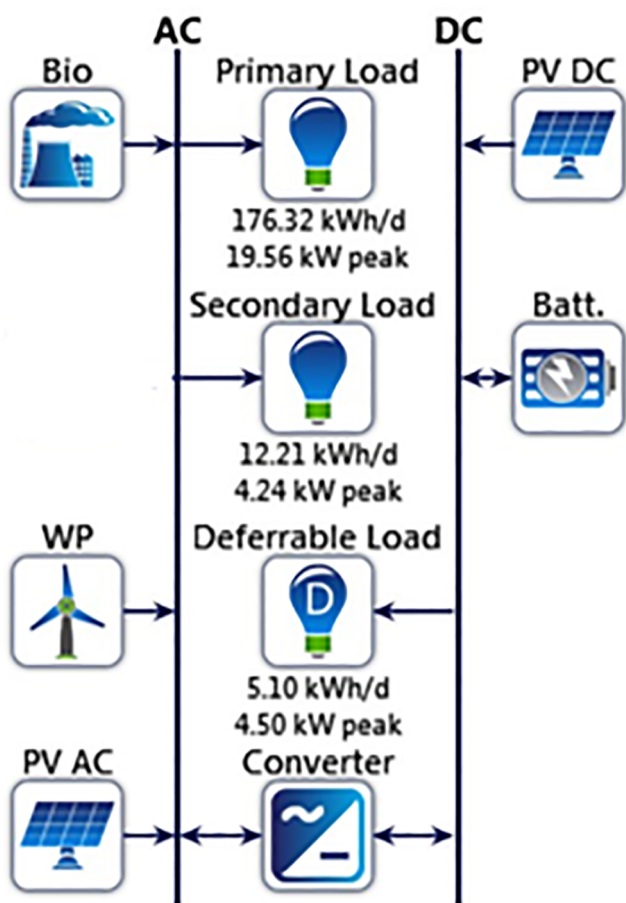 AC
DC
Bio
Primary Load
PV DC
176.32 kWh/d
19.56 kW peak
Secondary Load
Batt.
12.21 kWh/d
4.24 kW peak
WP
Deferrable Load
D
5.10 kWh/d
4.50 kW peak
PV AC
Converter